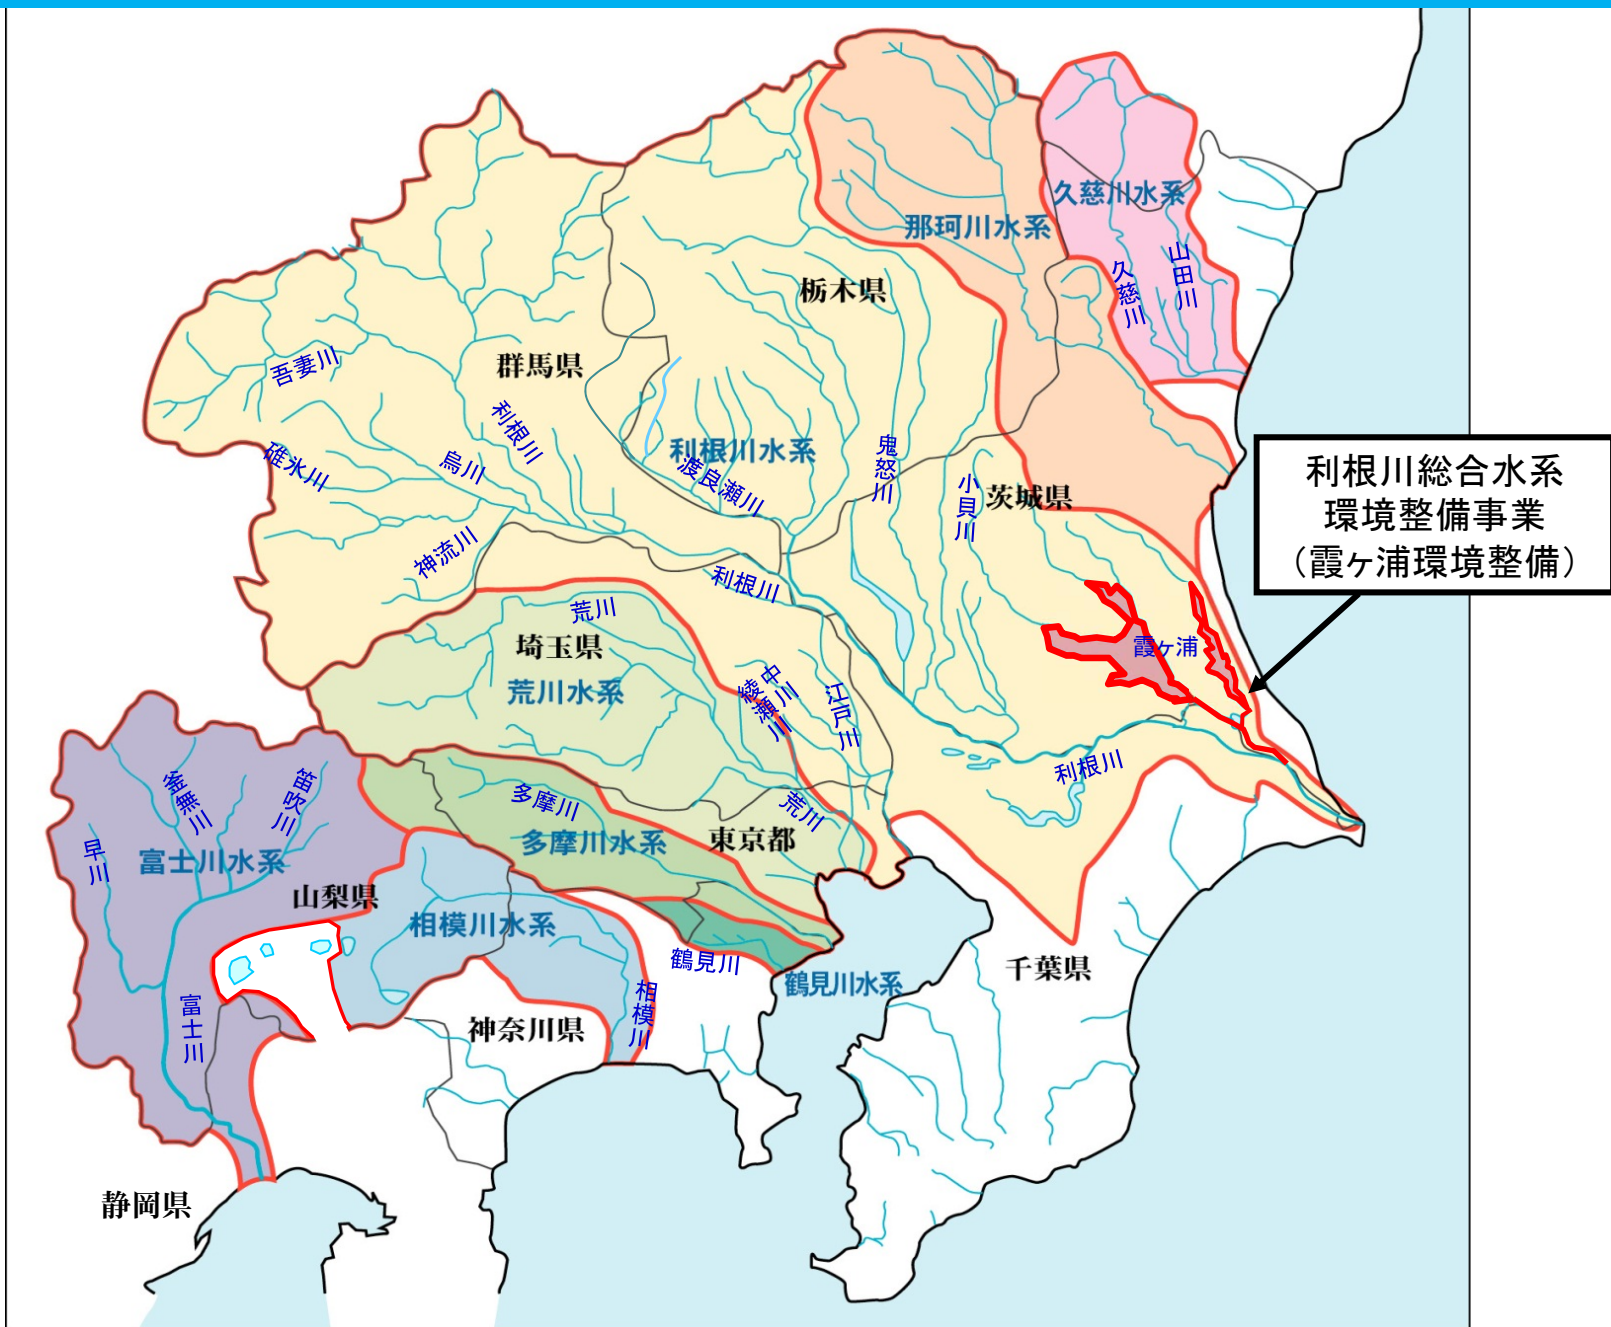 久慈川水系
那珂川水系
久慈川
山田川
栃木県
吾妻川
群馬県
利根川
利根川水系
鬼怒川
碓氷川
烏川
渡良瀬川
小貝川
茨城県
利根川総合水系
環境整備事業
（霞ヶ浦環境整備）
神流川
利根川
荒川
埼玉県
霞ヶ浦
荒川水系
中川
綾瀬川
江戸川
利根川
釜無川
笛吹川
多摩川
荒川
早川
富士川水系
多摩川水系
東京都
山梨県
相模川水系
鶴見川
千葉県
鶴見川水系
富士川
相模川
神奈川県
静岡県